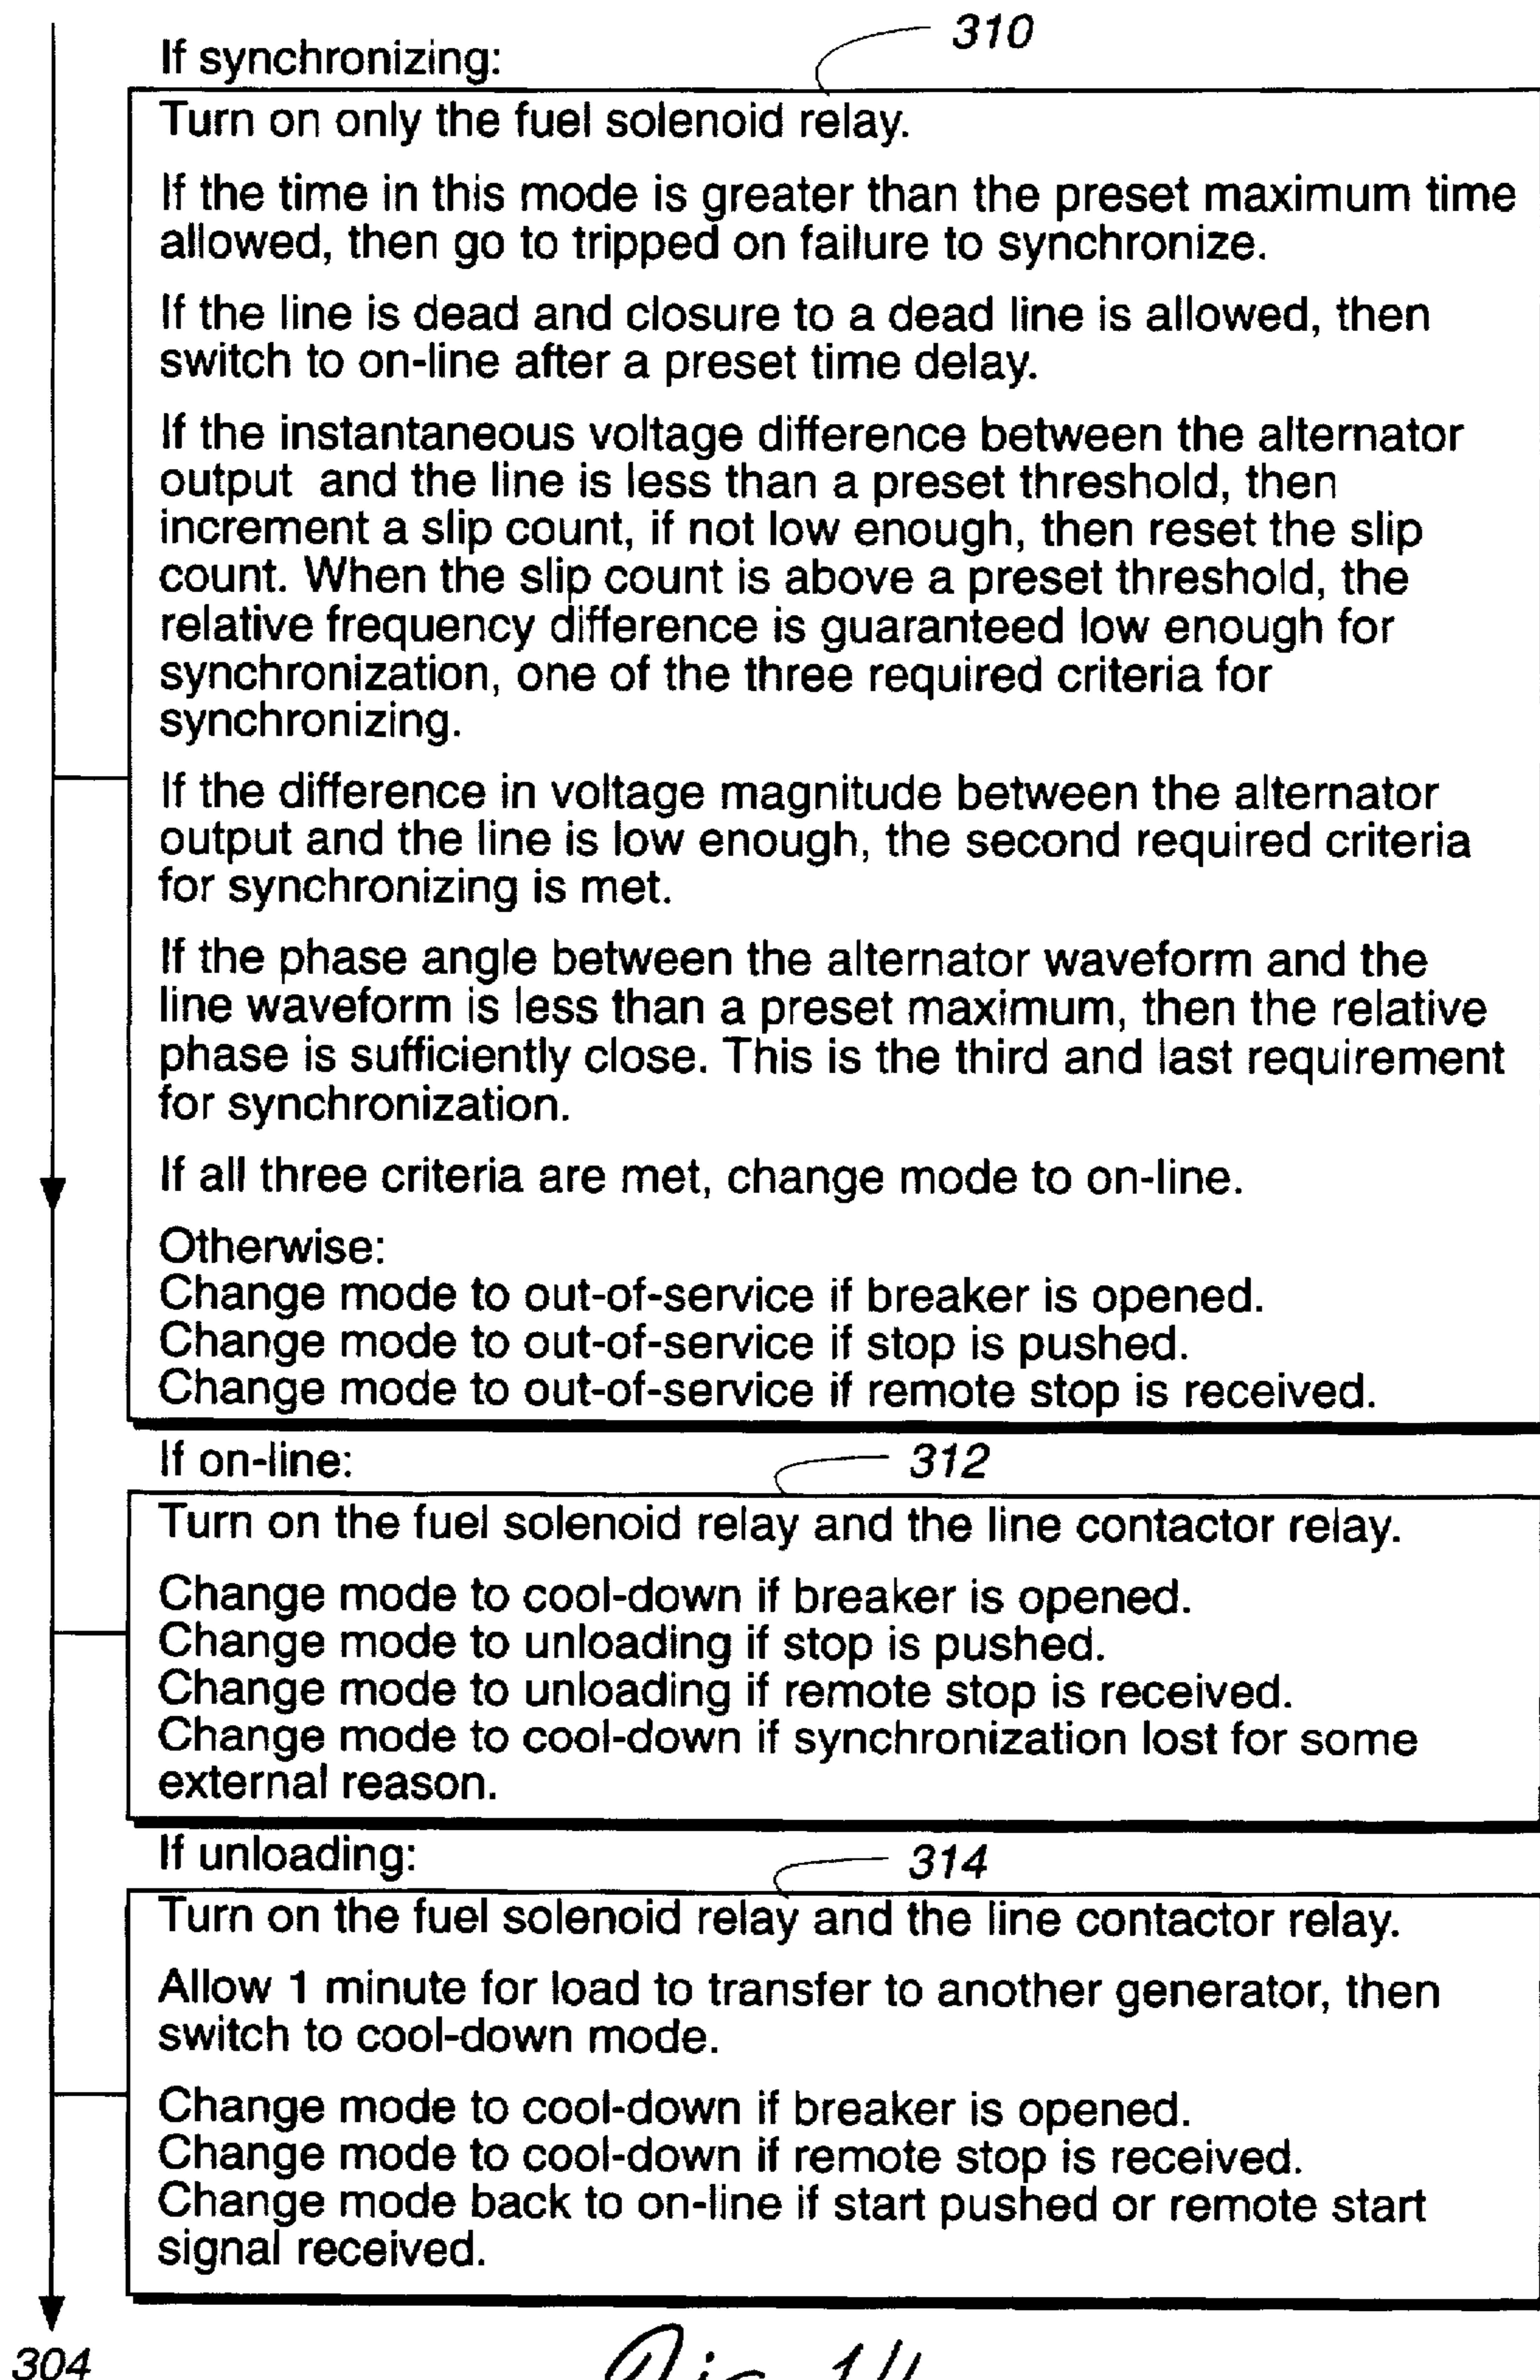 310
If synchronizing:
Turn on only the fuel solenoid relay.
If the time in this mode is greater than the preset maximum time
allowed, then go to tripped on failure to synchronize.
If the line is dead and closure to a dead line is allowed, then
switch to on-line after a preset time delay.
If the instantaneous voltage difference between the alternator
output and the line is less than a preset threshold, then
increment a slip count, if not low enough, then reset the slip
count. When the slip count is above a preset threshold, the
relative frequency difference is guaranteed low enough for
synchronization, one of the three required criteria for
synchronizing.
If the difference in voltage magnitude between the alternator
output and the line is low enough, the second required criteria
for synchronizing is met.
If the phase angle between the alternator waveform and the
line waveform is less than a preset maximum, then the relative
phase is sufficiently close. This is the third and last requirement
for synchronization.
If all three criteria are met, change mode to on-line.
Otherwise:
Change mode to out-of-service if breaker is opened.
Change mode to out-of-service if stop is pushed.
Change mode to out-of-service if remote stop is received.
If on-line:
312
Turn on the fuel solenoid relay and the line contactor relay.
Change mode to cool-down if breaker is opened.
Change mode to unloading if stop is pushed.
Change mode to unloading if remote stop is received.
Change mode to cool-down if synchronization lost for some
external reason.
If unloading:
314
Turn on the fuel solenoid relay and the line contactor relay.
Allow 1 minute for load to transfer to another generator, then
switch to cool-down mode.
Change mode to cool-down if breaker is opened.
Change mode to cool-down if remote stop is received.
Change mode back to on-line if start pushed or remote start
signal received.
304